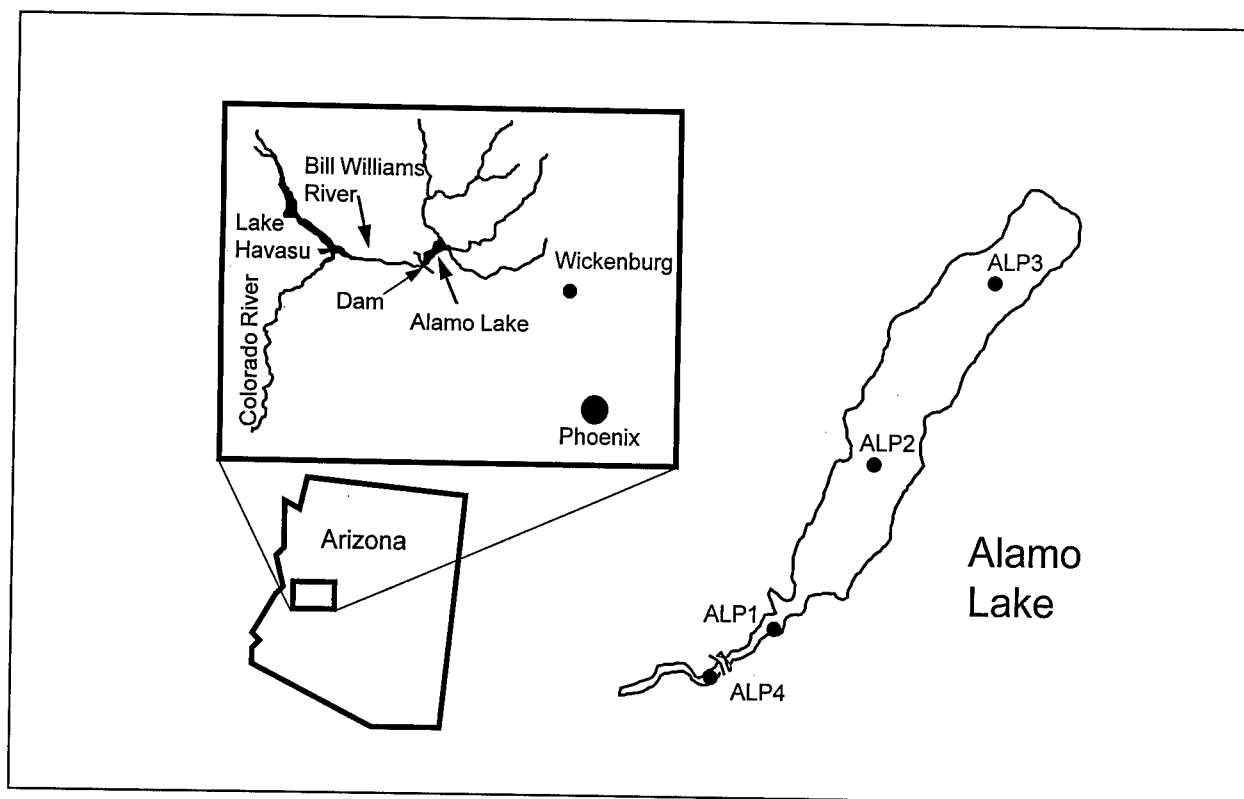 Bill Williams
River
Lake
Havasu
Wickenburg
Dam
Alamo Lake
Colorado River
Phoenix
Arizona
ALP3
ALP2
Alamo
Lake
ALP1
ALP4